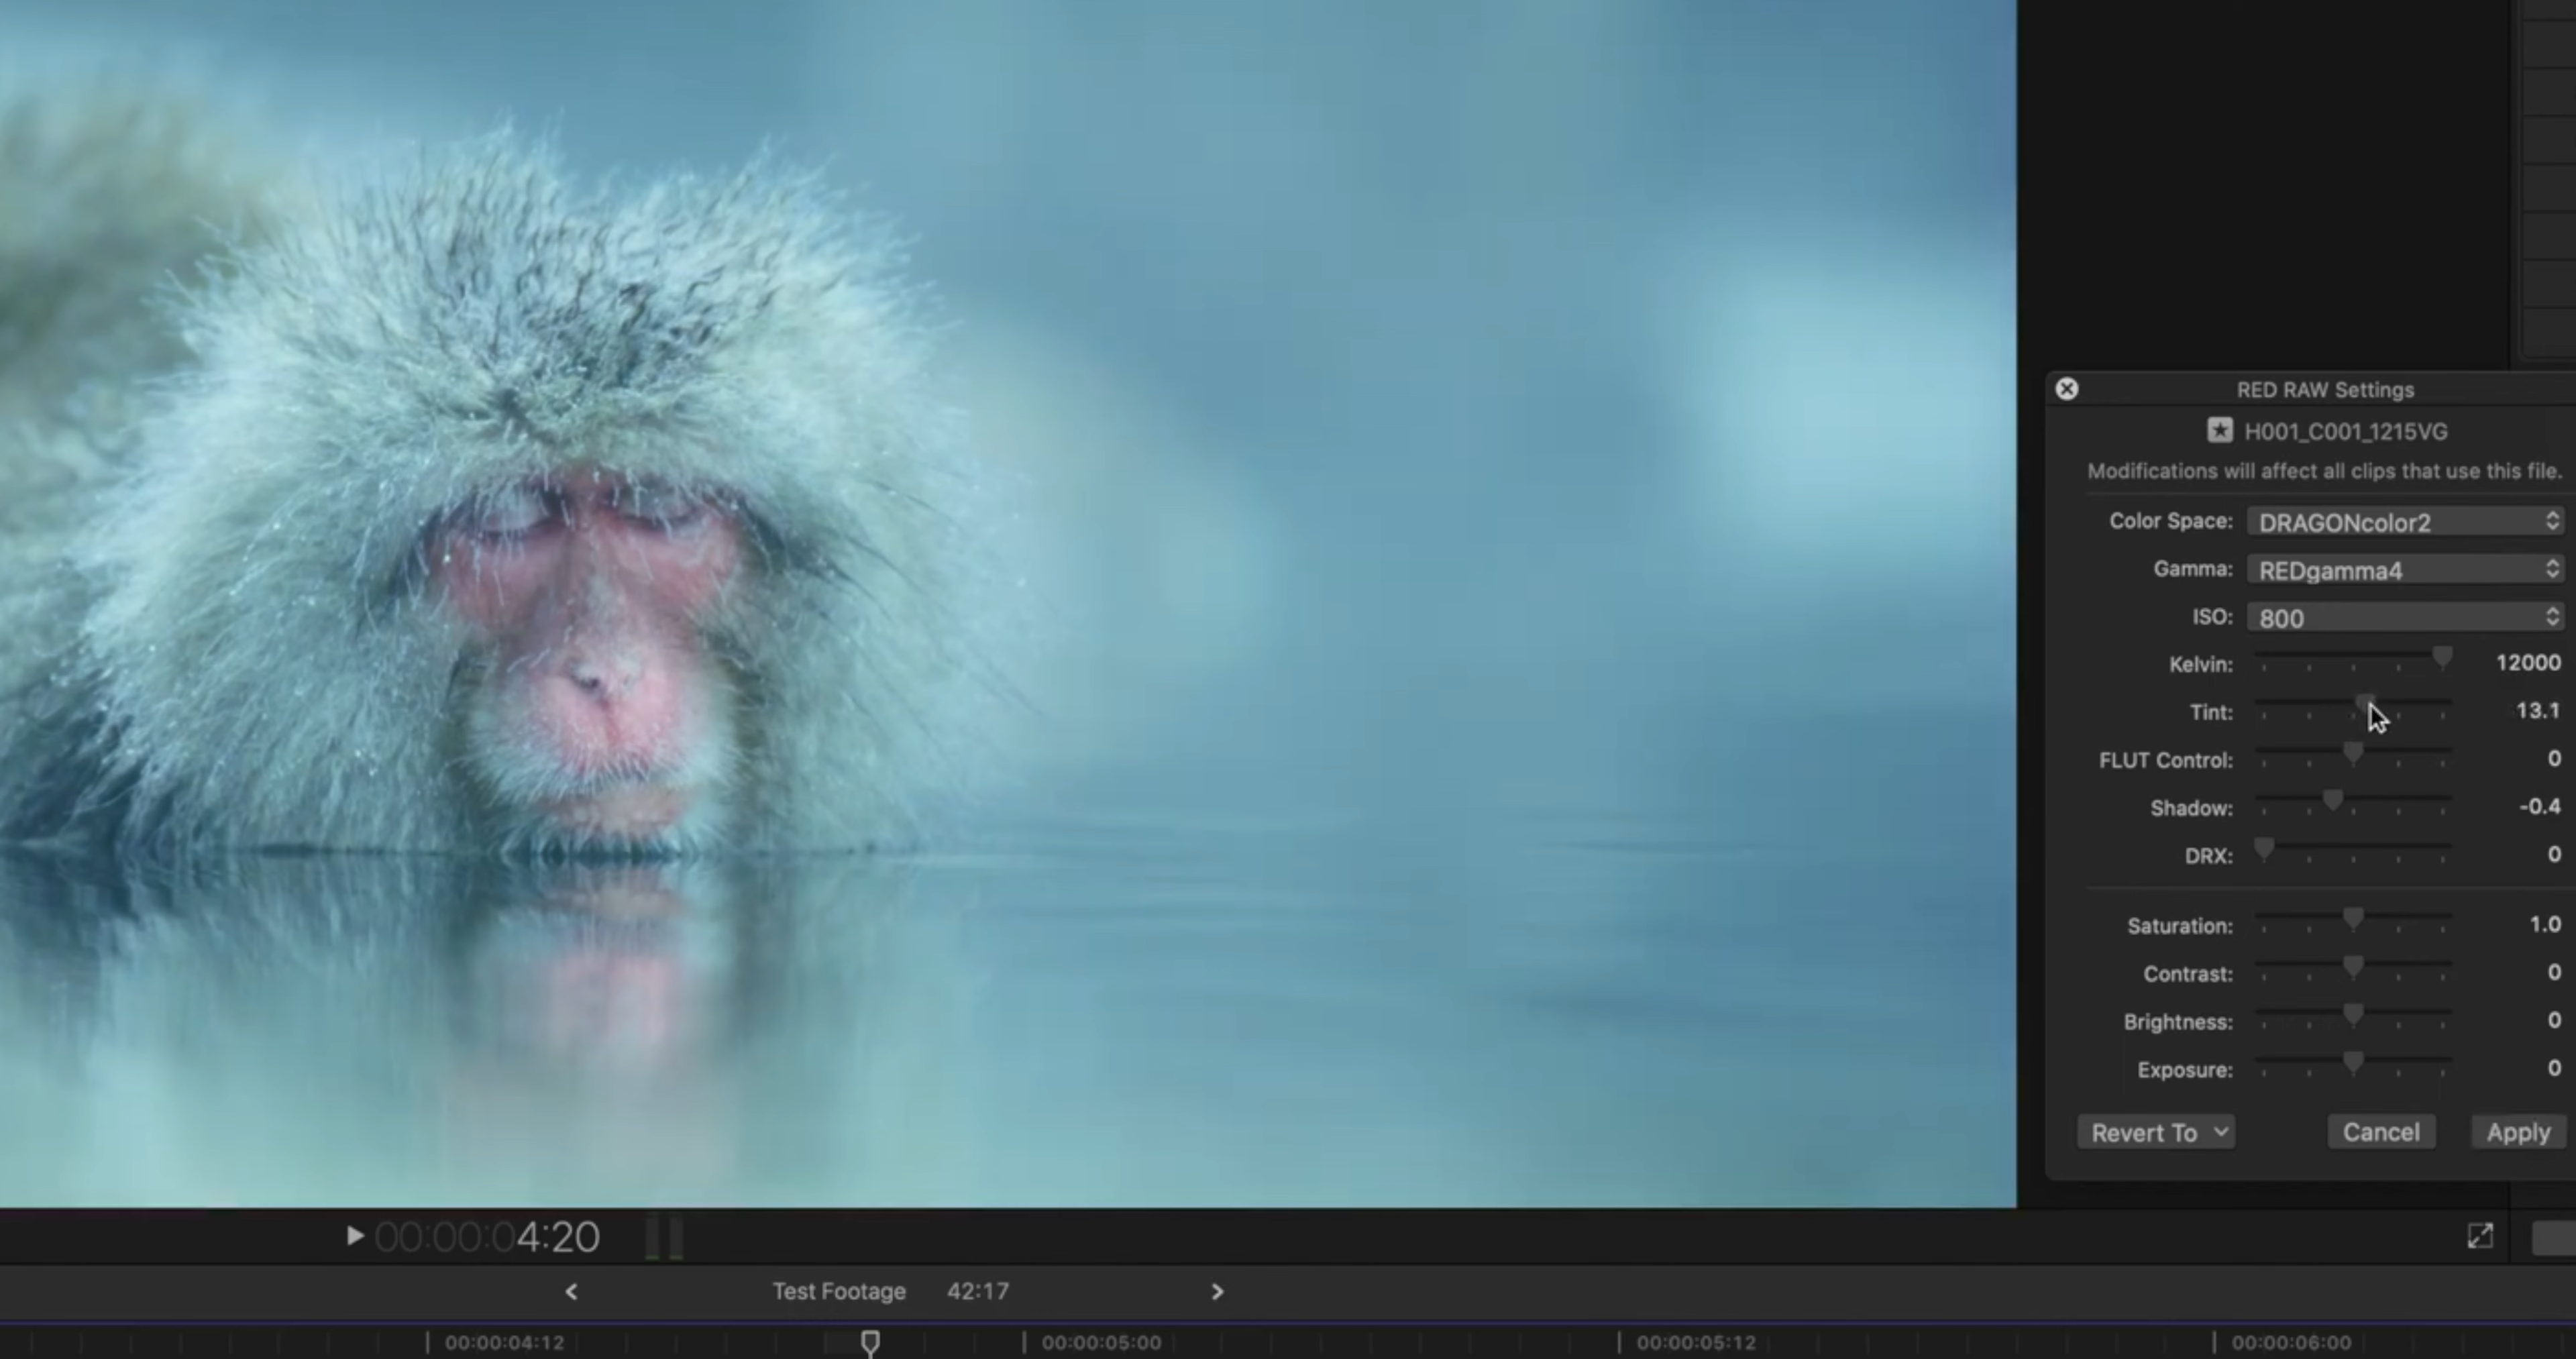 RED RAW Settings
H001_C001_1215VG
Modifications will affect all clips that use this file.
Color Space: DRAGONcolor2
Gamma: REDgamma4
ISO: 800
Kelvin: 12000
Tint: 13.1
FLUT Control: 0
Shadow: -0.4
DRX: 0
Saturation: 1.0
Contrast: 0
Brightness: 0
Exposure: 0
Revert To Cancel Apply
00:00:04:20
Test Footage 42:17
00:00:04:12 00:00:05:00 00:00:05:12 00:00:06:00